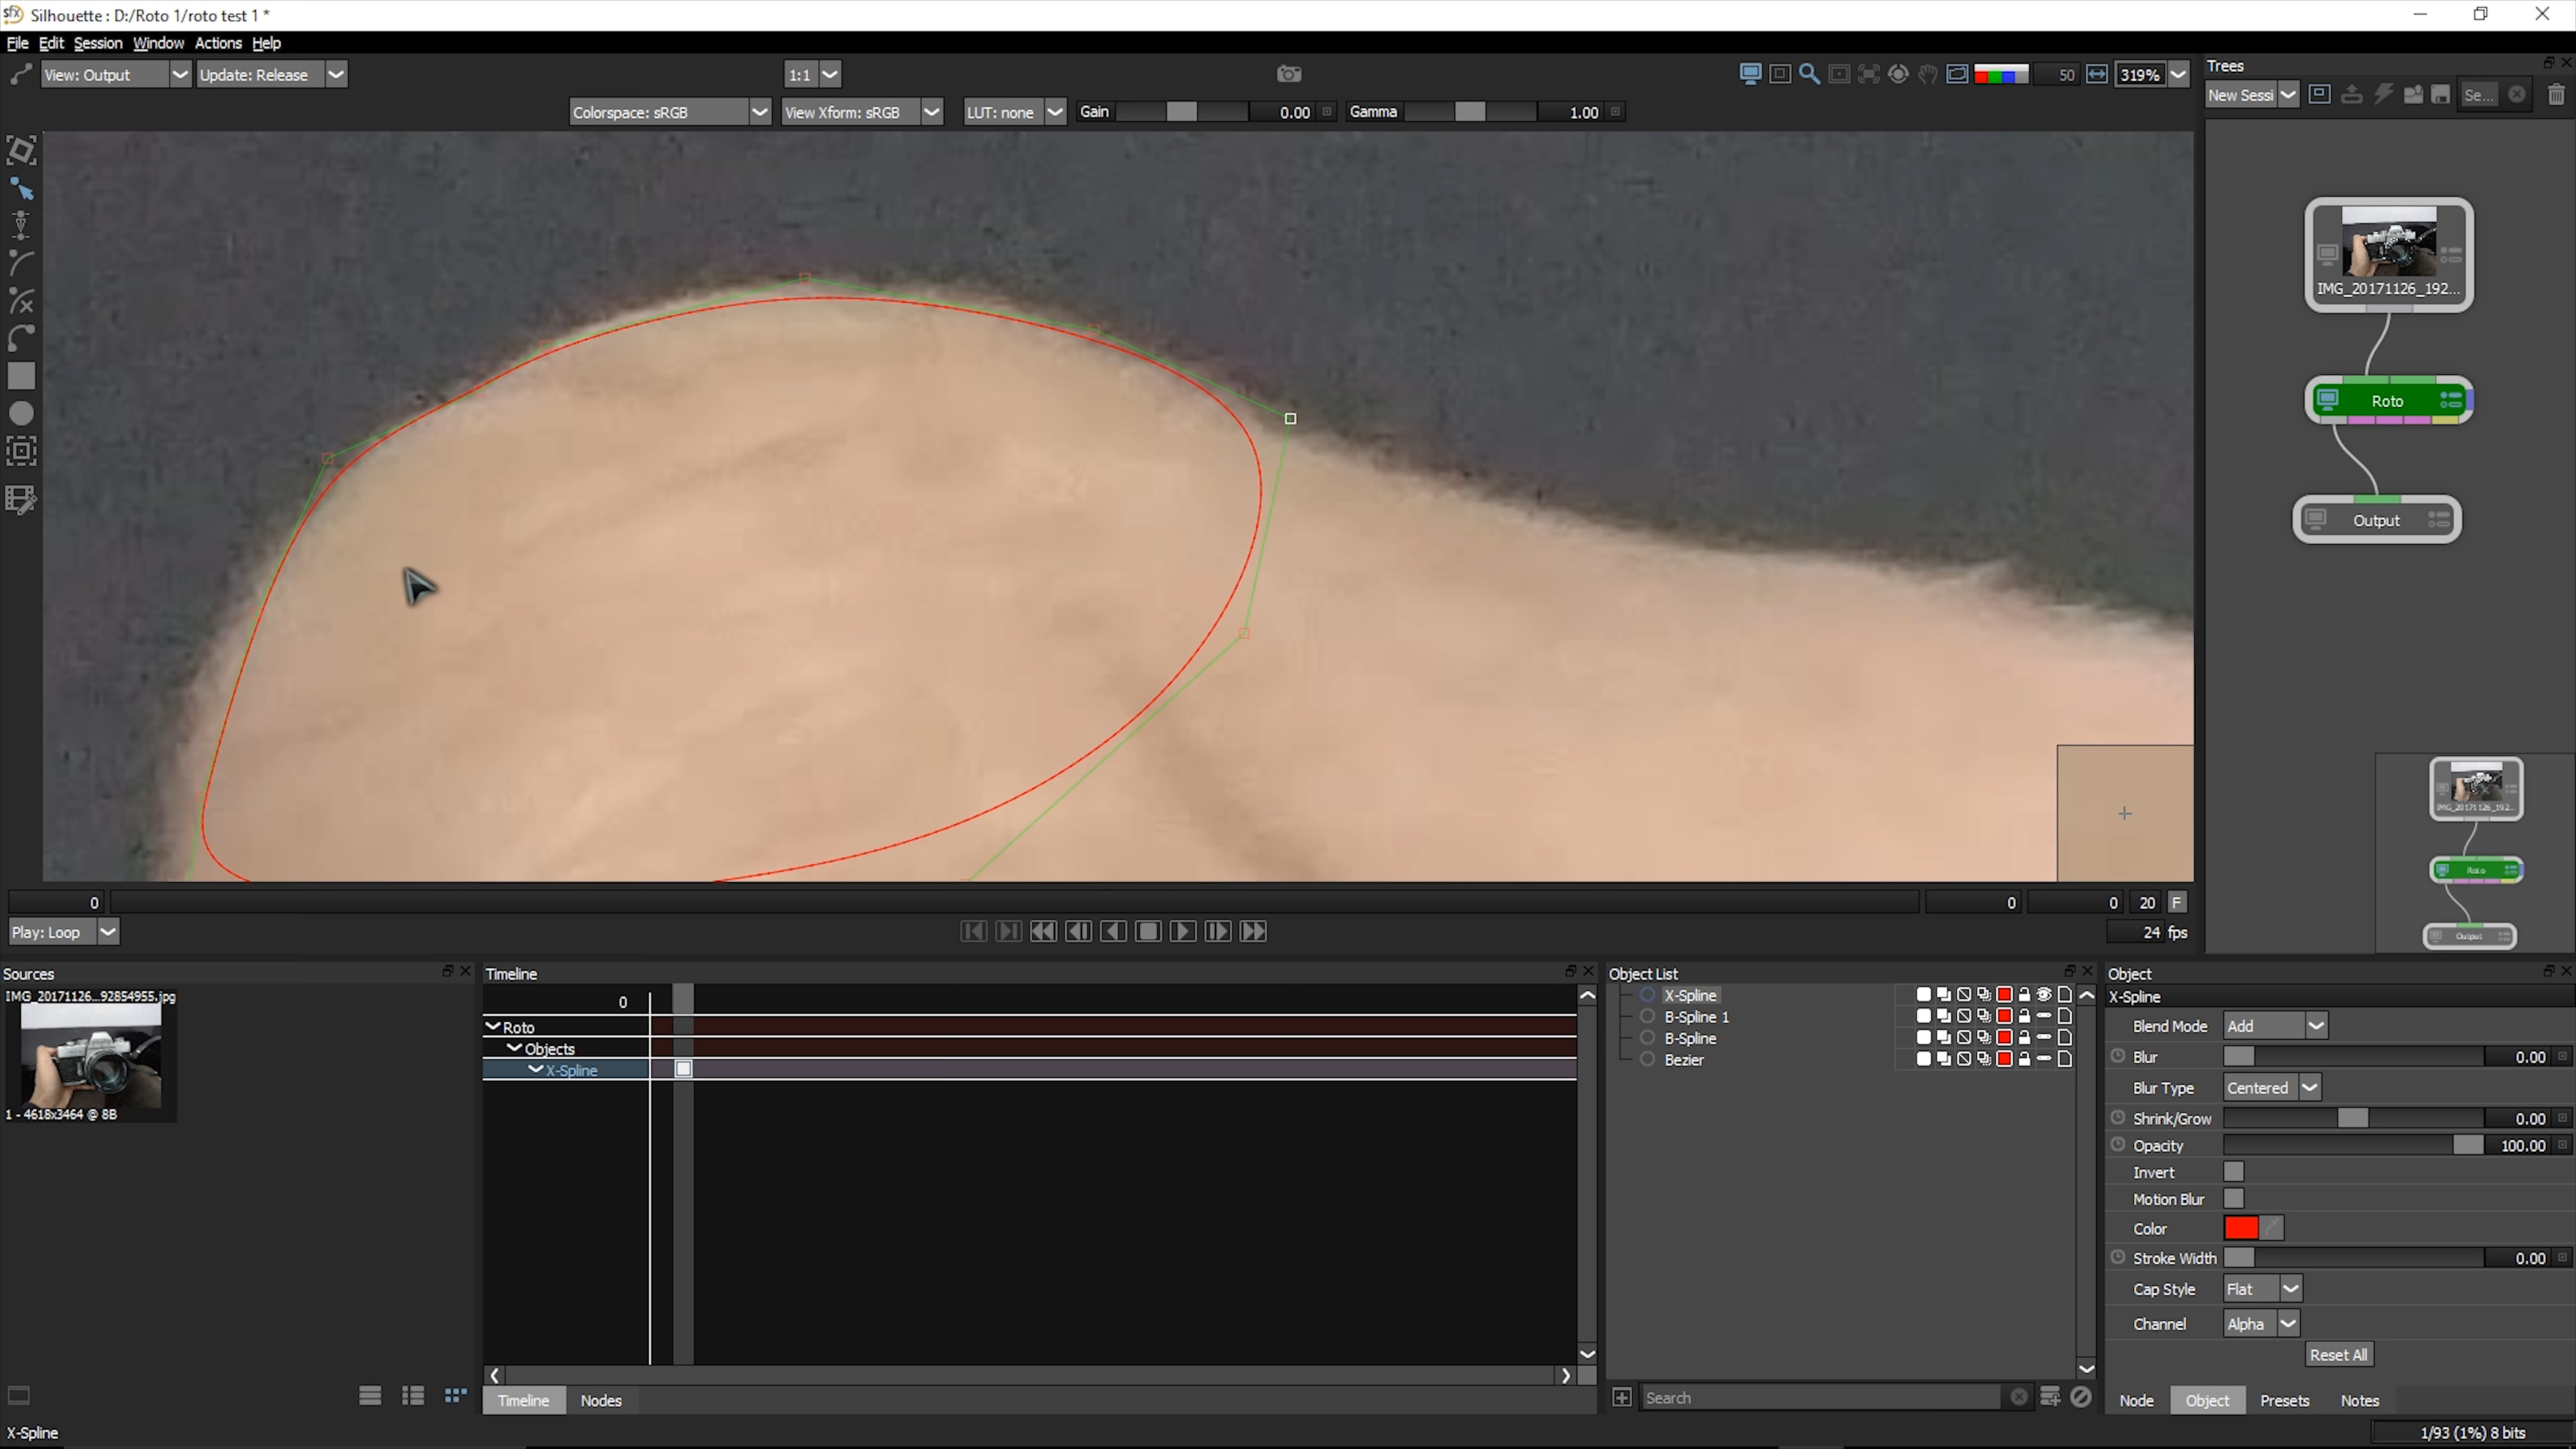 Silhouette : D:/Roto 1/roto test 1 *
File Edit Session Window Actions Help
View: Output Update: Release 1:1 50 319%
Colorspace: sRGB View Xform: sRGB LUT: none Gain 0.00 Gamma 1.00
Trees
New Sessi Se...
IMG_20171126_192...
Roto
Output
IMG_20171126_192...
Roto
Output
0 0 0 20 F
Play: Loop 24 fps
Sources
IMG_20171126...92854955.jpg
1 - 4618x3464 @ 8B
Timeline
0
Roto
Objects
X-Spline
Timeline Nodes
Object List
X-Spline
B-Spline 1
B-Spline
Bezier
Search
Object
X-Spline
Blend Mode Add
Blur 0.00
Blur Type Centered
Shrink/Grow 0.00
Opacity 100.00
Invert
Motion Blur
Color
Stroke Width 0.00
Cap Style Flat
Channel Alpha
Reset All
Node Object Presets Notes
X-Spline 1/93 (1%) 8 bits